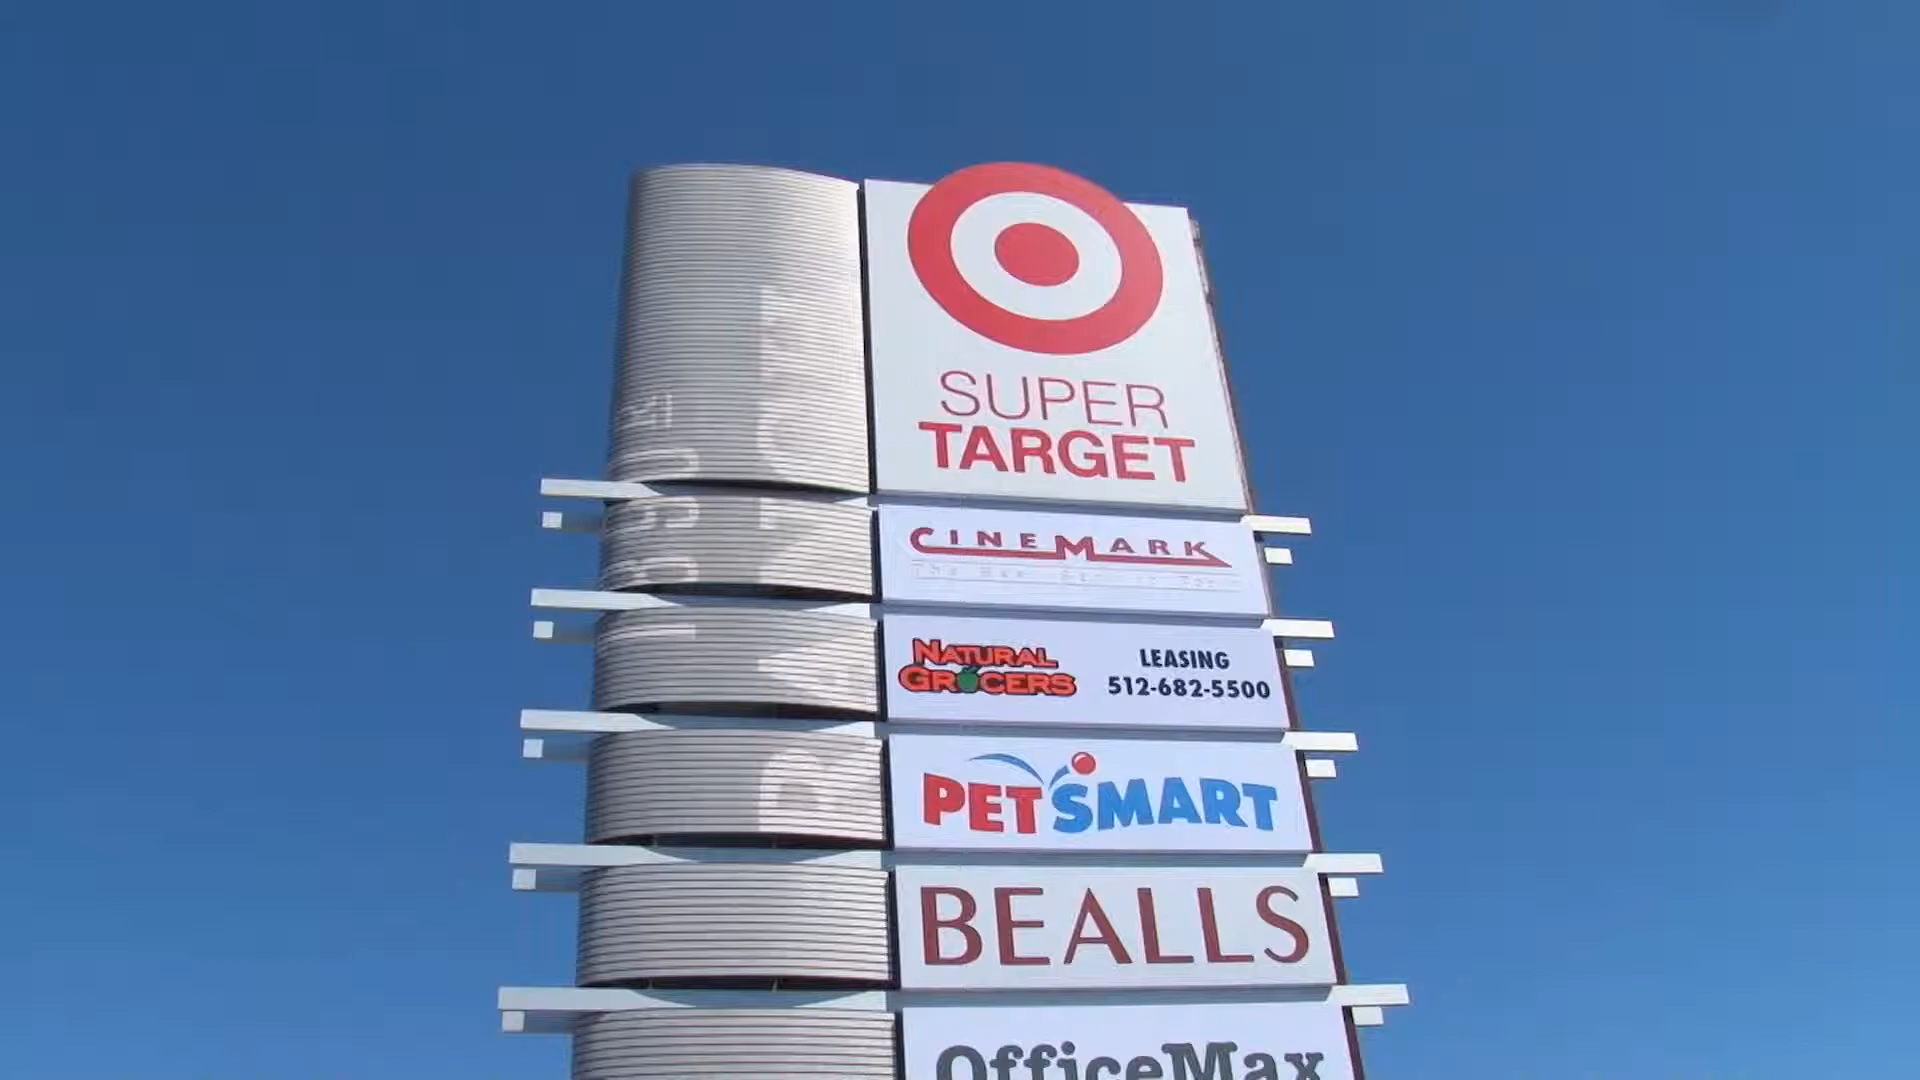 SUPER
TARGET
CINEMARK
NATURAL
GROCERS
LEASING
512-682-5500
PETSMART
BEALLS
OfficeMax